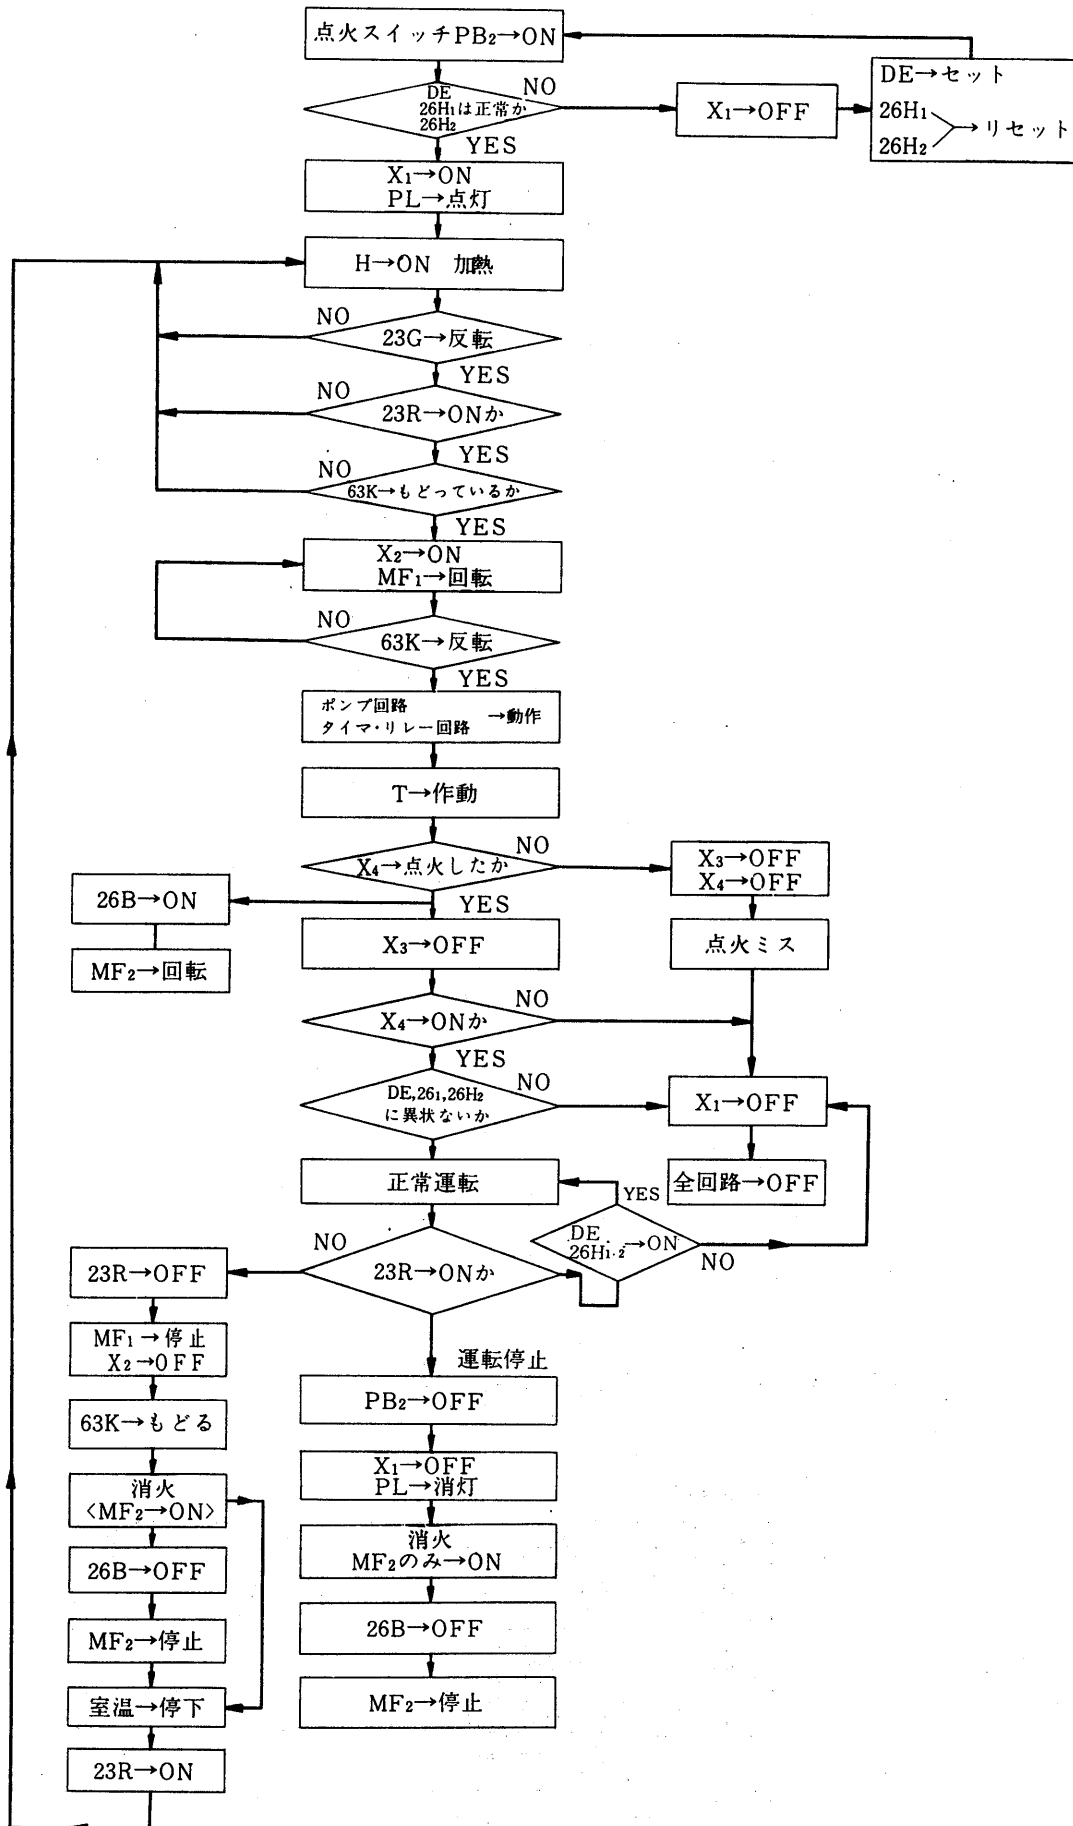 点火スイッチPB₂→ON
DE
26H₁は正常か
26H₂
NO
X₁→OFF
DE→セット
26H₁
→リセット
26H₂
YES
X₁→ON
PL→点灯
H→ON 加熱
NO
23G→反転
YES
NO
23R→ONか
YES
NO
63K→もどっているか
YES
X₂→ON
MF₁→回転
NO
63K→反転
YES
ポンプ回路
タイマ・リレー回路
→動作
T→作動
X₄→点火したか
NO
X₃→OFF
X₄→OFF
YES
26B→ON
MF₂→回転
X₃→OFF
点火ミス
X₄→ONか
NO
YES
DE,26₁,26H₂
に異状ないか
NO
X₁→OFF
全回路→OFF
正常運転
YES
DE
26H₁.₂
→ON
NO
23R→ONか
NO
23R→OFF
MF₁→停止
X₂→OFF
63K→もどる
消火
〈MF₂→ON〉
26B→OFF
MF₂→停止
室温→停下
23R→ON
運転停止
PB₂→OFF
X₁→OFF
PL→消灯
消火
MF₂のみ→ON
26B→OFF
MF₂→停止